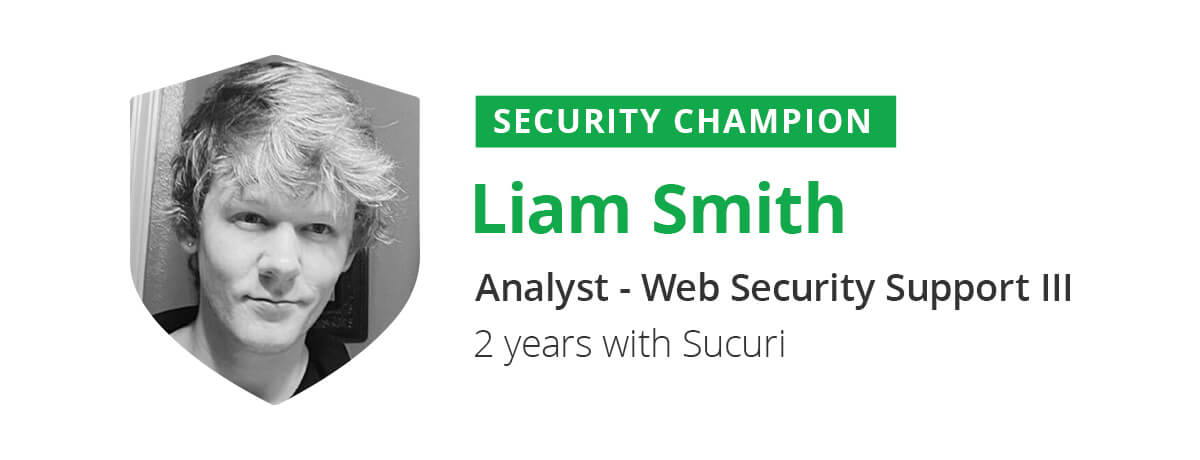 SECURITY CHAMPION
Liam Smith
Analyst - Web Security Support III
2 years with Sucuri